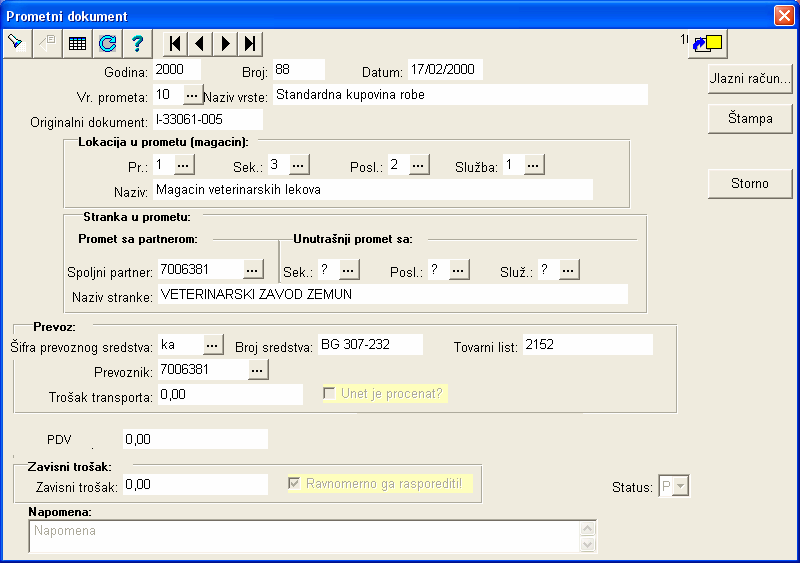 Prometni dokument
?
Godina: 2000 Broj: 88 Datum: 17/02/2000
Ulazni račun...
Vr. prometa: 10 ... Naziv vrste: Standardna kupovina robe
Originalni dokument: I-33061-005
Štampa
Lokacija u prometu (magacin):
Pr.: 1 ... Sek.: 3 ... Posl.: 2 ... Služba: 1 ...
Naziv: Magacin veterinarskih lekova
Storno
Stranka u prometu:
Promet sa partnerom: Unutrašnji promet sa:
Spoljni partner: 7006381 ... Sek.: ? ... Posl.: ? ... Služ.: ? ...
Naziv stranke: VETERINARSKI ZAVOD ZEMUN
Prevoz:
Šifra prevoznog sredstva: ka ... Broj sredstva: BG 307-232 Tovarni list: 2152
Prevoznik: 7006381 ...
Trošak transporta: 0,00 Unet je procenat?
PDV 0,00
Zavisni trošak:
Zavisni trošak: 0,00 Ravnomerno ga rasporediti!
Status: P
Napomena:
Napomena